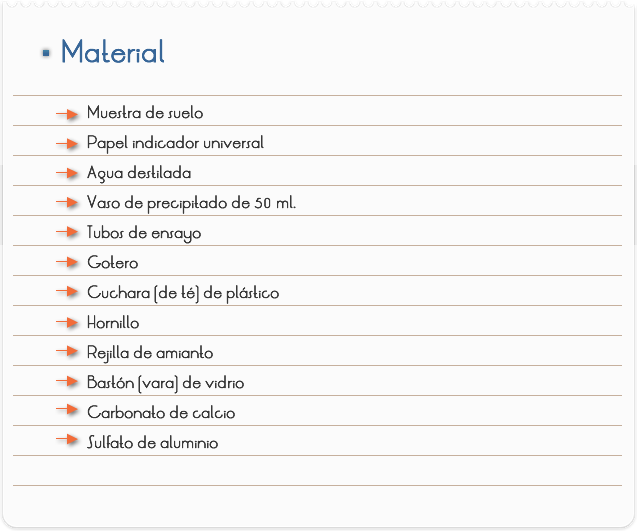 Material
Muestra de suelo
Papel indicador universal
Agua destilada
Vaso de precipitado de 50 ml.
Tubos de ensayo
Gotero
Cuchara (de té) de plástico
Hornillo
Rejilla de amianto
Bastón (vara) de vidrio
Carbonato de calcio
Sulfato de aluminio